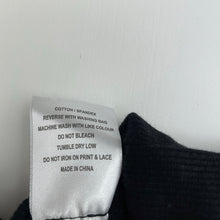 COTTON / SPANDEX
REVERSE WITH WASHING BAG
MACHINE WASH WITH LIKE COLOUR
DO NOT BLEACH
TUMBLE DRY LOW
DO NOT IRON ON PRINT & LACE
MADE IN CHINA